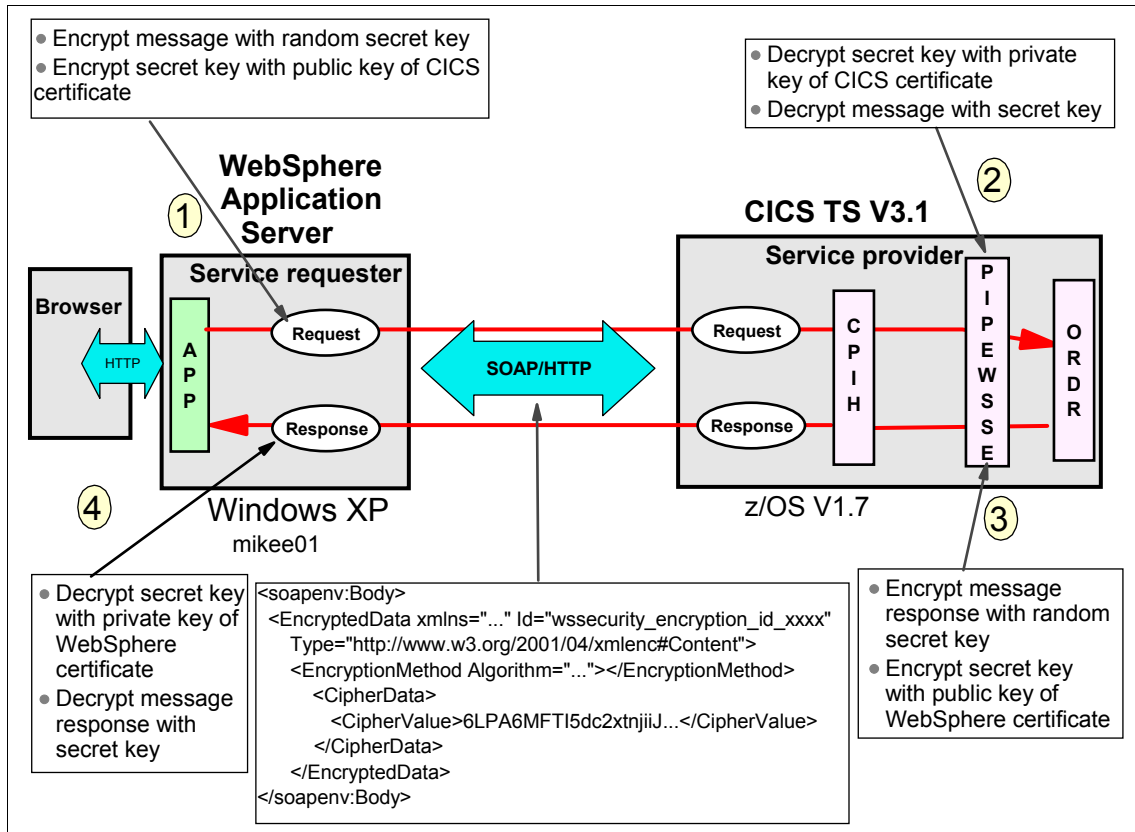 ● Encrypt message with random secret key
● Encrypt secret key with public key of CICS
certificate
● Decrypt secret key with private
key of CICS certificate
● Decrypt message with secret key
WebSphere
Application
Server
1
2
CICS TS V3.1
Service requester
Service provider
Browser
HTTP
APP
Request
Response
SOAP/HTTP
Request
Response
CPIH
PIPEWSSE
ORDR
4
Windows XP
mikee01
z/OS V1.7
3
● Decrypt secret key
with private key of
WebSphere
certificate
● Decrypt message
response with
secret key
<soapenv:Body>
<EncryptedData xmlns="..." Id="wssecurity_encryption_id_xxxx"
Type="http://www.w3.org/2001/04/xmlenc#Content">
<EncryptionMethod Algorithm="..."></EncryptionMethod>
<CipherData>
<CipherValue>6LPA6MFTI5dc2xtnjiiJ...</CipherValue>
</CipherData>
</EncryptedData>
</soapenv:Body>
● Encrypt message
response with random
secret key
● Encrypt secret key
with public key of
WebSphere certificate